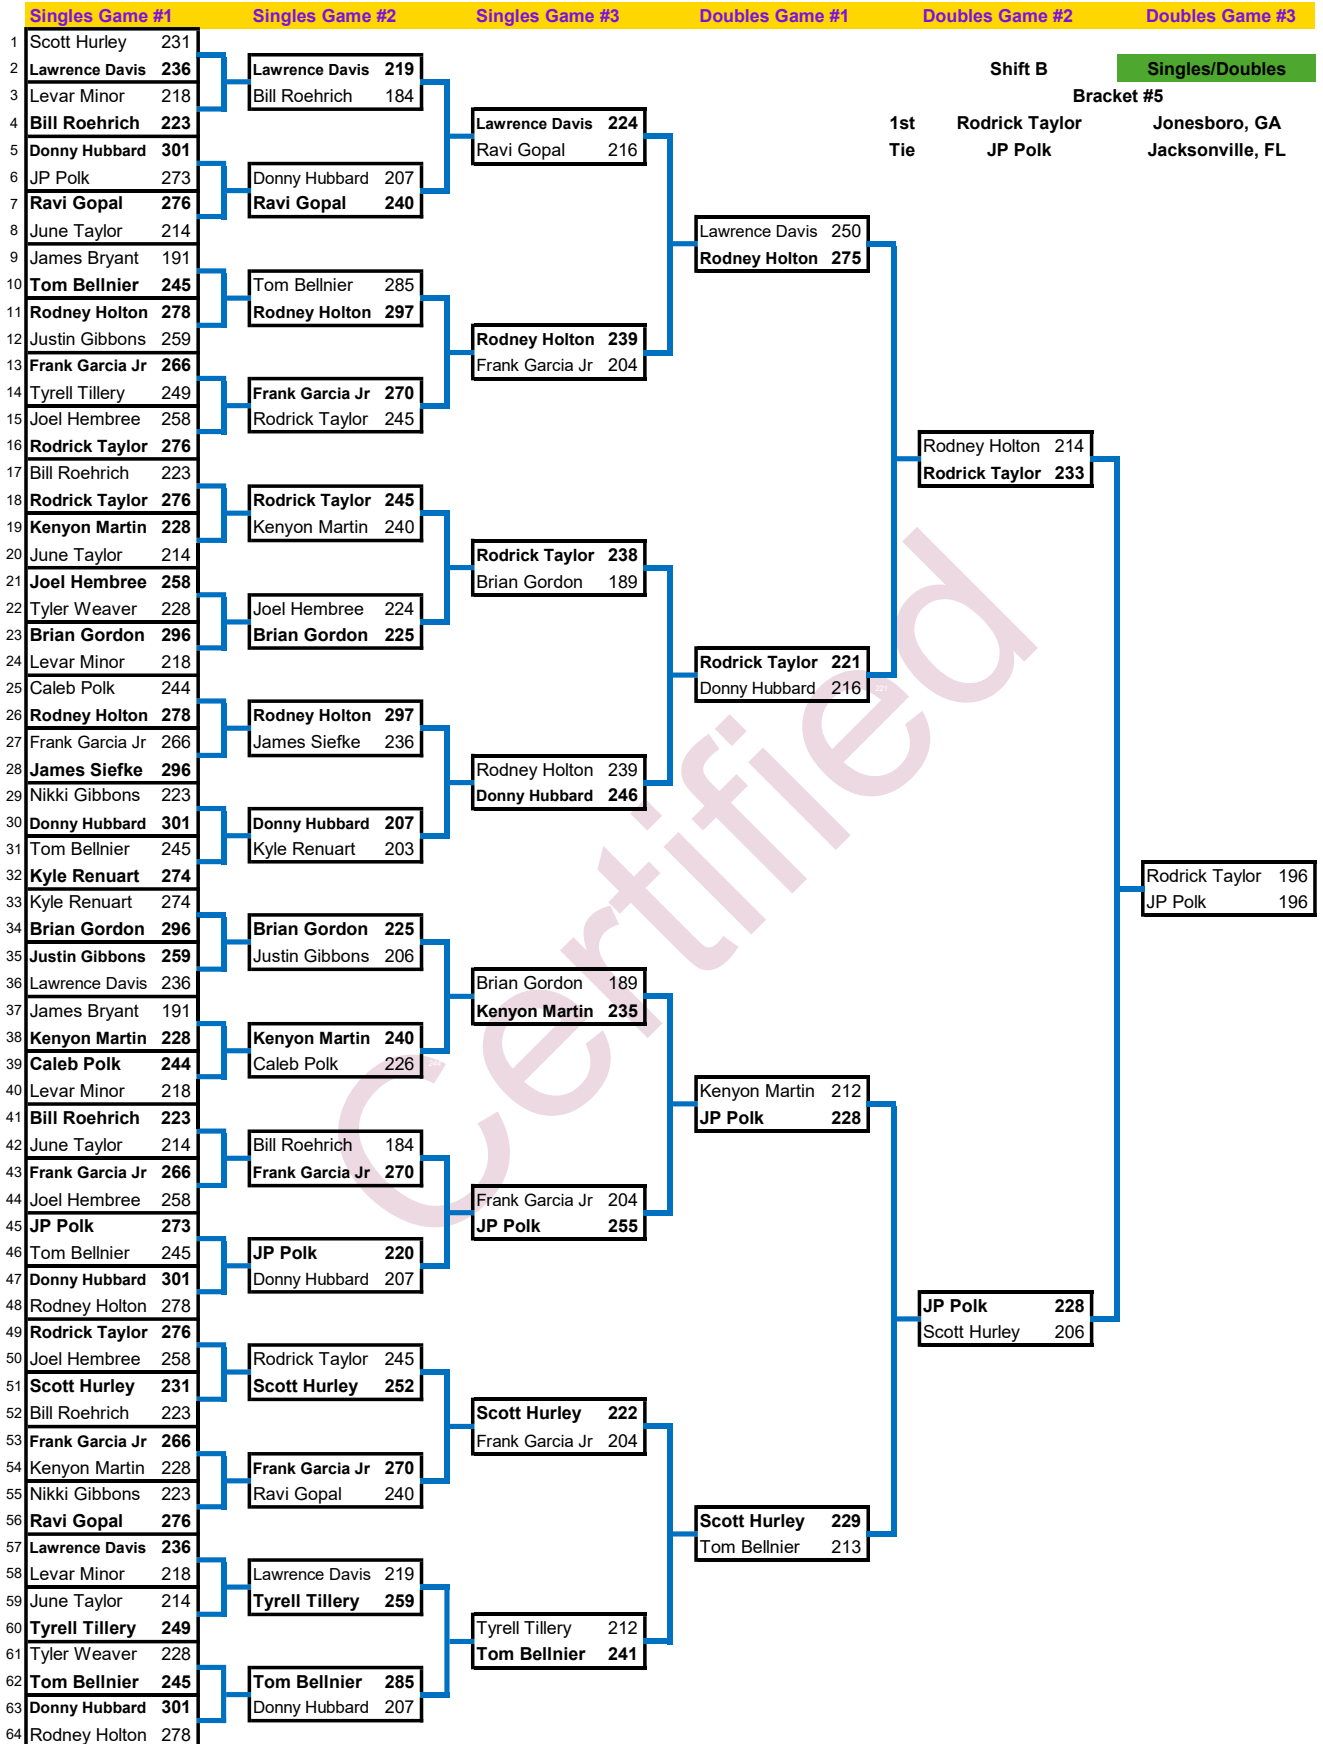 Singles Game #1 Singles Game #2 Singles Game #3 Doubles Game #1 Doubles Game #2 Doubles Game #3
1 Scott Hurley 231
2 Lawrence Davis 236 Lawrence Davis 219 Shift B Singles/Doubles
3 Levar Minor 218 Bill Roehrich 184 Bracket #5
4 Bill Roehrich 223 Lawrence Davis 224 1st Rodrick Taylor Jonesboro, GA
5 Donny Hubbard 301 Ravi Gopal 216 Tie JP Polk Jacksonville, FL
6 JP Polk 273 Donny Hubbard 207
7 Ravi Gopal 276 Ravi Gopal 240
8 June Taylor 214 Lawrence Davis 250
9 James Bryant 191 Rodney Holton 275
10 Tom Bellnier 245 Tom Bellnier 285
11 Rodney Holton 278 Rodney Holton 297
12 Justin Gibbons 259 Rodney Holton 239
13 Frank Garcia Jr 266 Frank Garcia Jr 204
14 Tyrell Tillery 249 Frank Garcia Jr 270
15 Joel Hembree 258 Rodrick Taylor 245
16 Rodrick Taylor 276 Rodney Holton 214
17 Bill Roehrich 223 Rodrick Taylor 233
18 Rodrick Taylor 276 Rodrick Taylor 245
19 Kenyon Martin 228 Kenyon Martin 240
20 June Taylor 214 Rodrick Taylor 238
21 Joel Hembree 258 Brian Gordon 189
22 Tyler Weaver 228 Joel Hembree 224
23 Brian Gordon 296 Brian Gordon 225
24 Levar Minor 218 Rodrick Taylor 221
25 Caleb Polk 244 Donny Hubbard 216
26 Rodney Holton 278 Rodney Holton 297
27 Frank Garcia Jr 266 James Siefke 236
28 James Siefke 296 Rodney Holton 239
29 Nikki Gibbons 223 Donny Hubbard 246
30 Donny Hubbard 301 Donny Hubbard 207
31 Tom Bellnier 245 Kyle Renuart 203
32 Kyle Renuart 274 Rodrick Taylor 196
33 Kyle Renuart 274 JP Polk 196
34 Brian Gordon 296 Brian Gordon 225
35 Justin Gibbons 259 Justin Gibbons 206
36 Lawrence Davis 236 Brian Gordon 189
37 James Bryant 191 Kenyon Martin 235
38 Kenyon Martin 228 Kenyon Martin 240
39 Caleb Polk 244 Caleb Polk 226
40 Levar Minor 218 Kenyon Martin 212
41 Bill Roehrich 223 JP Polk 228
42 June Taylor 214 Bill Roehrich 184
43 Frank Garcia Jr 266 Frank Garcia Jr 270
44 Joel Hembree 258 Frank Garcia Jr 204
45 JP Polk 273 JP Polk 255
46 Tom Bellnier 245 JP Polk 220
47 Donny Hubbard 301 Donny Hubbard 207
48 Rodney Holton 278 JP Polk 228
49 Rodrick Taylor 276 Scott Hurley 206
50 Joel Hembree 258 Rodrick Taylor 245
51 Scott Hurley 231 Scott Hurley 252
52 Bill Roehrich 223 Scott Hurley 222
53 Frank Garcia Jr 266 Frank Garcia Jr 204
54 Kenyon Martin 228 Frank Garcia Jr 270
55 Nikki Gibbons 223 Ravi Gopal 240
56 Ravi Gopal 276 Scott Hurley 229
57 Lawrence Davis 236 Tom Bellnier 213
58 Levar Minor 218 Lawrence Davis 219
59 June Taylor 214 Tyrell Tillery 259
60 Tyrell Tillery 249 Tyrell Tillery 212
61 Tyler Weaver 228 Tom Bellnier 241
62 Tom Bellnier 245 Tom Bellnier 285
63 Donny Hubbard 301 Donny Hubbard 207
64 Rodney Holton 278
Certified